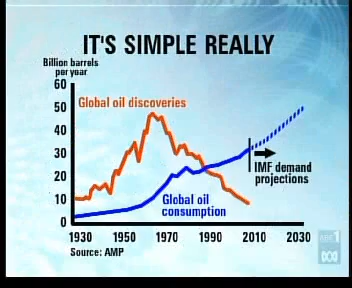 IT'S SIMPLE REALLY
Billion barrels
per year
60
50
40
30
20
10
0
Global oil discoveries
Global oil
consumption
IMF demand
projections
1930 1950 1970 1990 2010 2030
Source: AMP
ABC1